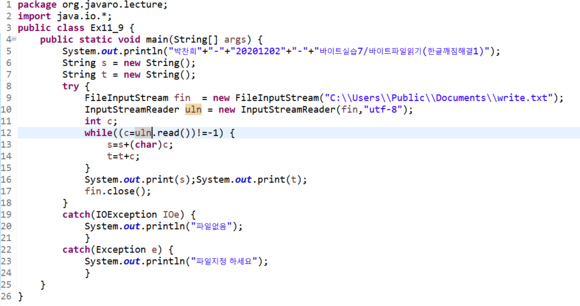 1 package org.javaro.lecture;
2 import java.io.*;
3 public class Ex11_9 {
4 public static void main(String[] args) {
5 System.out.println("박찬희"+"-"+"20201202"+"-"+"바이트실습7/바이트파일읽기(한글깨짐해결1)");
6 String s = new String();
7 String t = new String();
8 try {
9 FileInputStream fin  = new FileInputStream("C:\\Users\\Public\\Documents\\write.txt");
10 InputStreamReader uln = new InputStreamReader(fin,"utf-8");
11 int c;
12 while((c=uln.read())!=-1) {
13 s=s+(char)c;
14 t=t+c;
15 }
16 System.out.print(s);System.out.print(t);
17 fin.close();
18 }
19 catch(IOException IOe) {
20 System.out.println("파일없음");
21 }
22 catch(Exception e) {
23 System.out.println("파일지정 하세요");
24 }
25 }
26 }